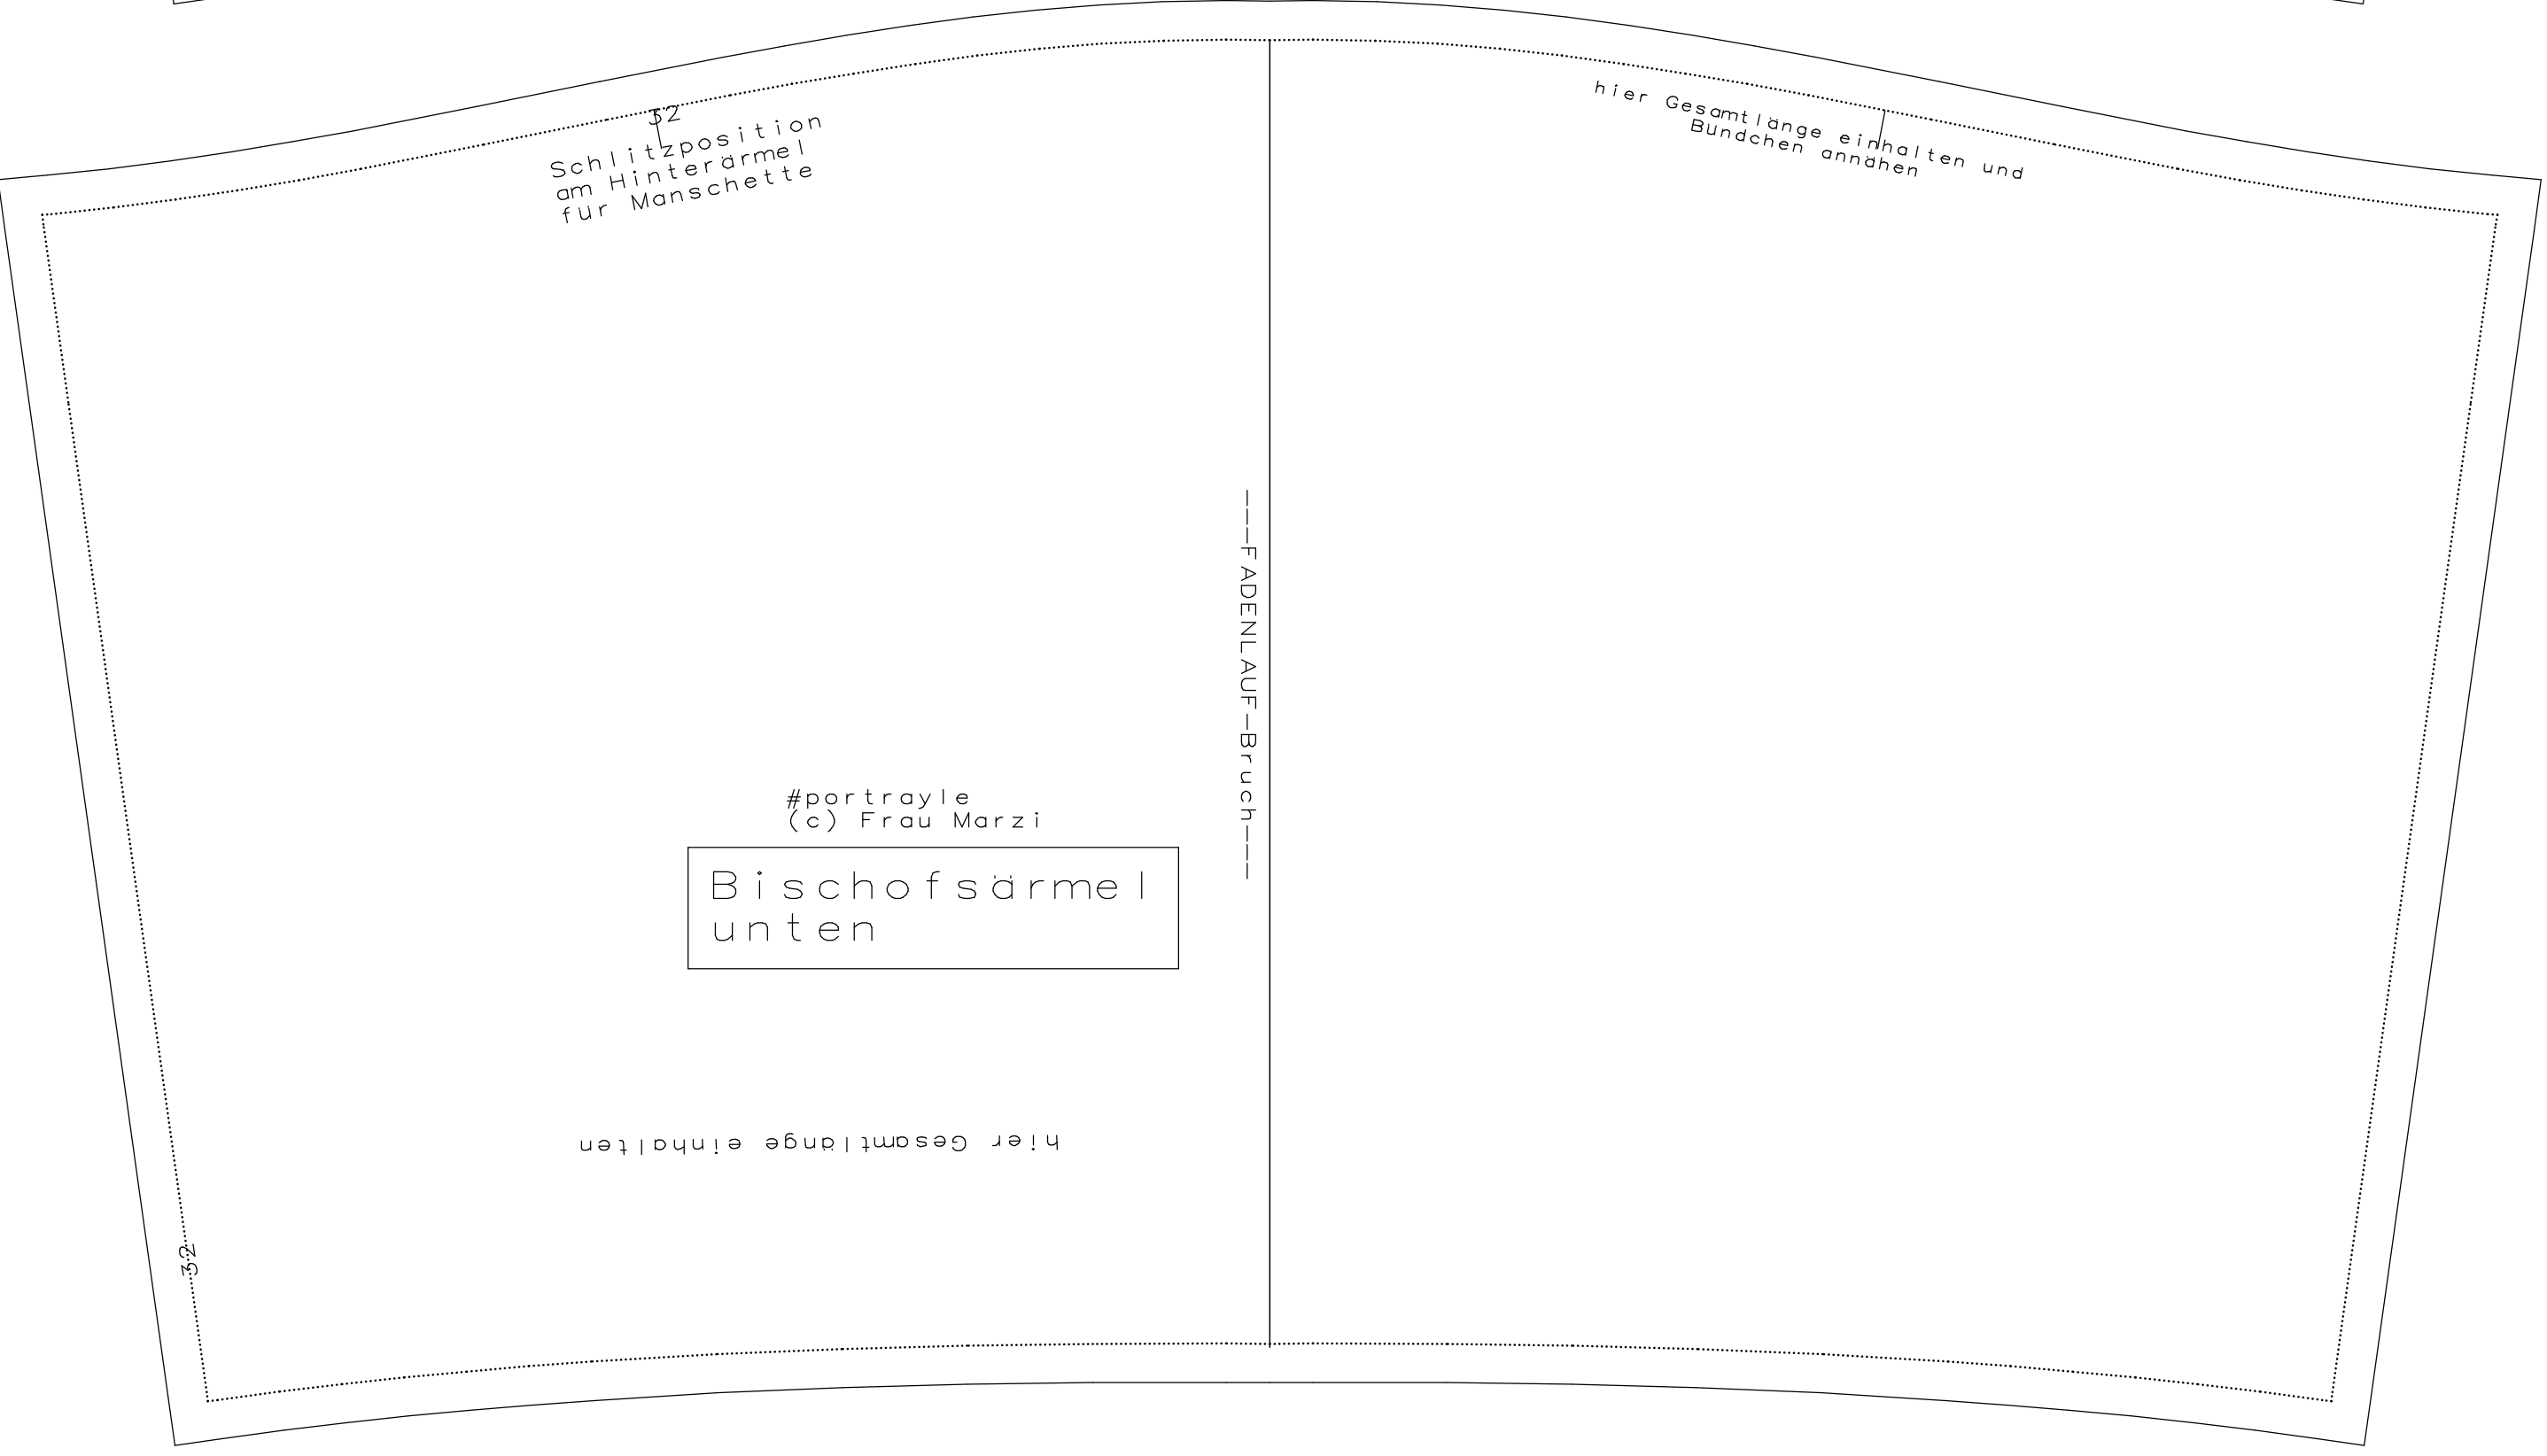 32
Schlitzposition
am Hinterärmel
für Manschette
hier Gesamtlänge einhalten und
Bündchen annähen
———FADENLAUF—Bruch———
#portrayle
(c) Frau Marzi
Bischofsärmel
unten
hier Gesamtlänge einhalten
32